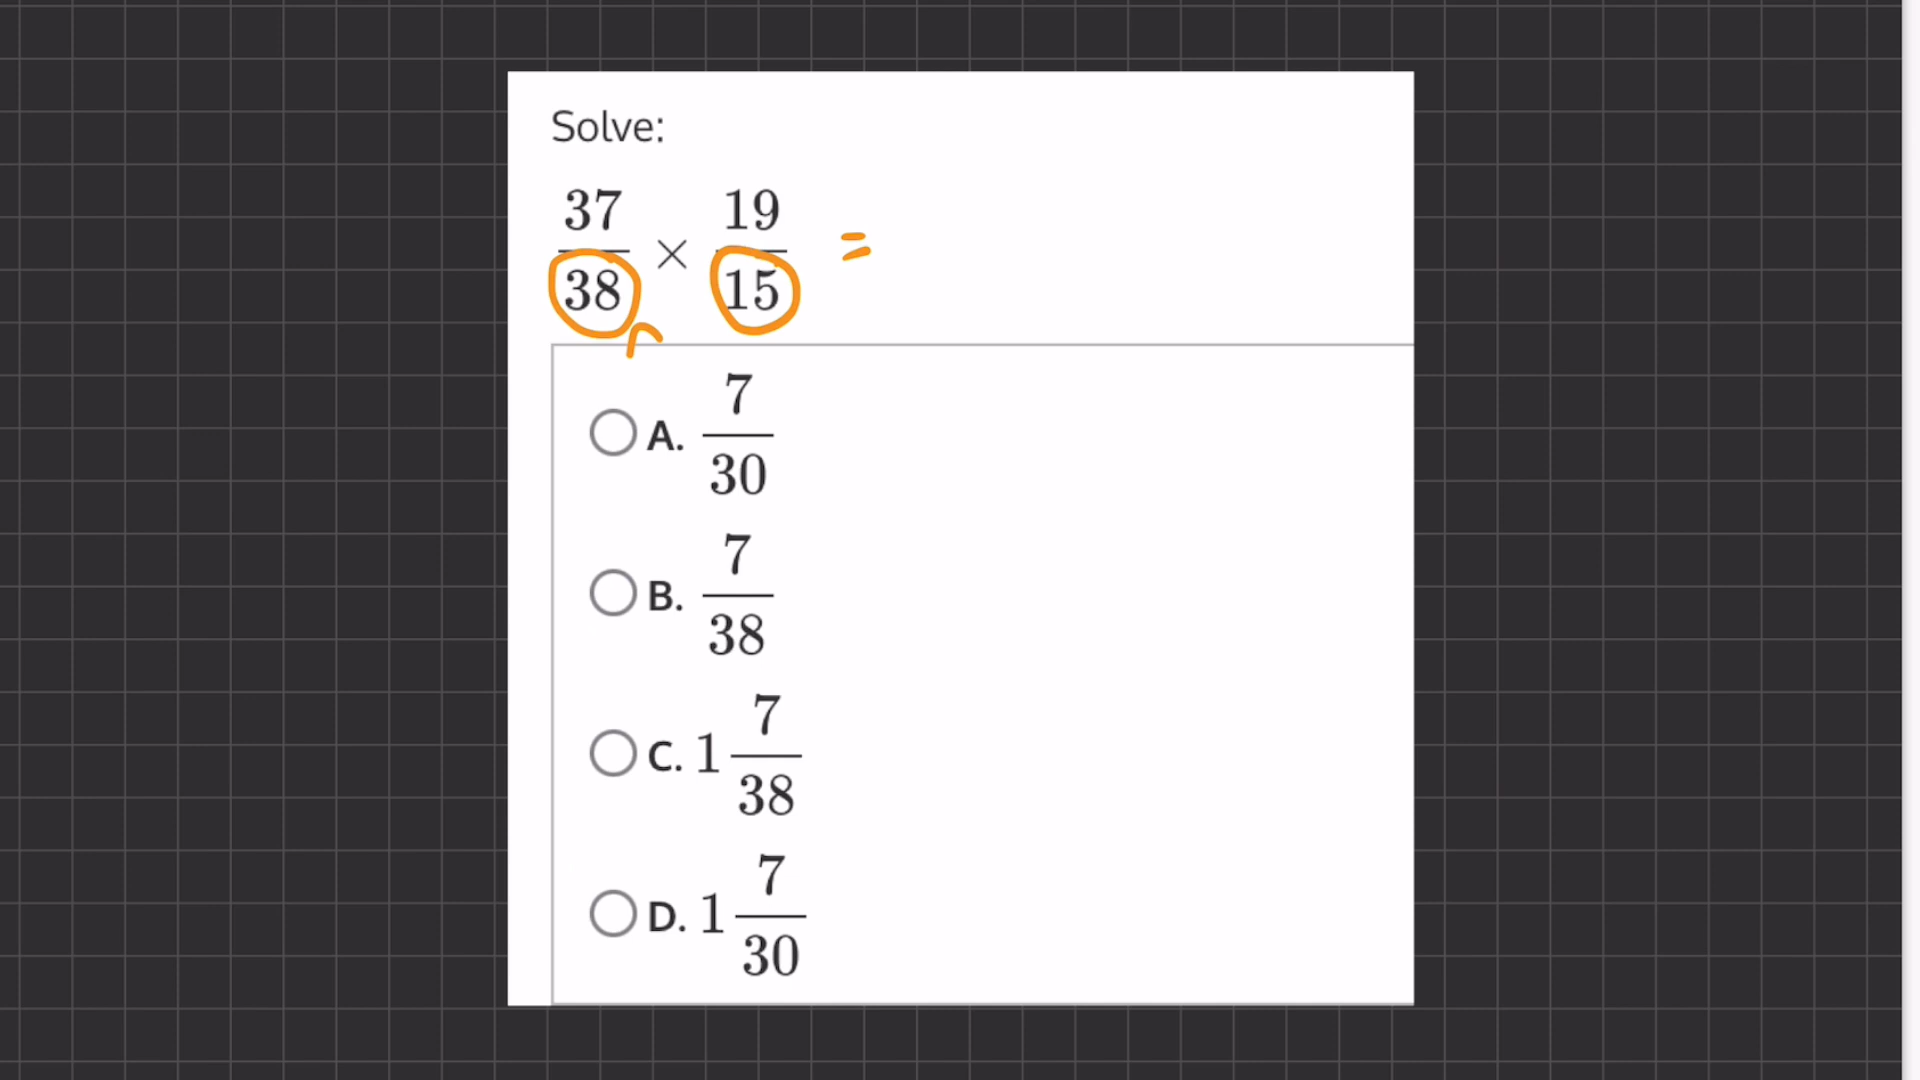 Solve:
37/38 × 19/15 =
A. 7/30
B. 7/38
C. 1 7/38
D. 1 7/30